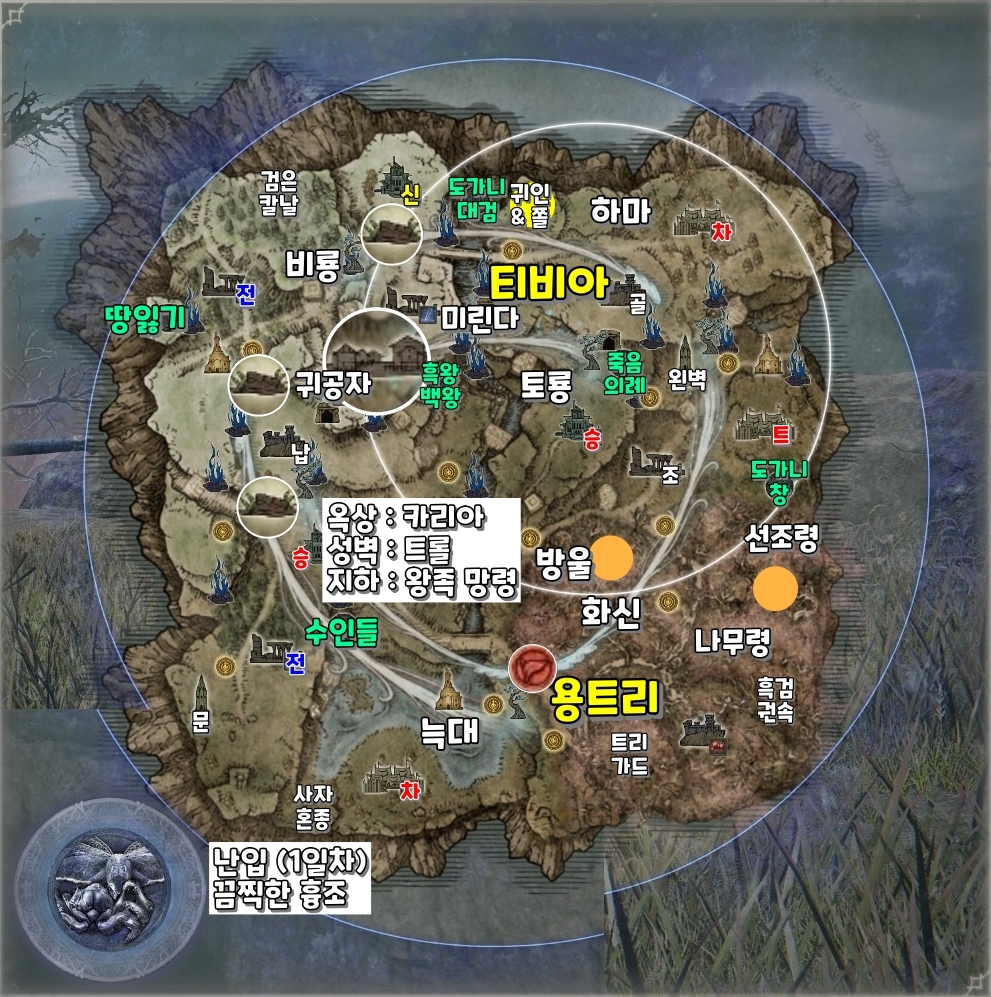 검은
칼날
신
도가니
대검
귀인
& 쫄
하마
차
비룡
전
티비아
골
땅잃기
미린다
귀공자
흑왕
백왕
토룡
죽음
의례
왼벽
승
트
납
조
도가니
창
옥상 : 카리아
성벽 : 트롤
지하 : 왕족 망령
승
방울
선조령
화신
수인들
나무령
전
용트리
흑검
권속
문
늑대
트리
가드
차
사자
혼종
난입 (1일차)
끔찍한 흉조